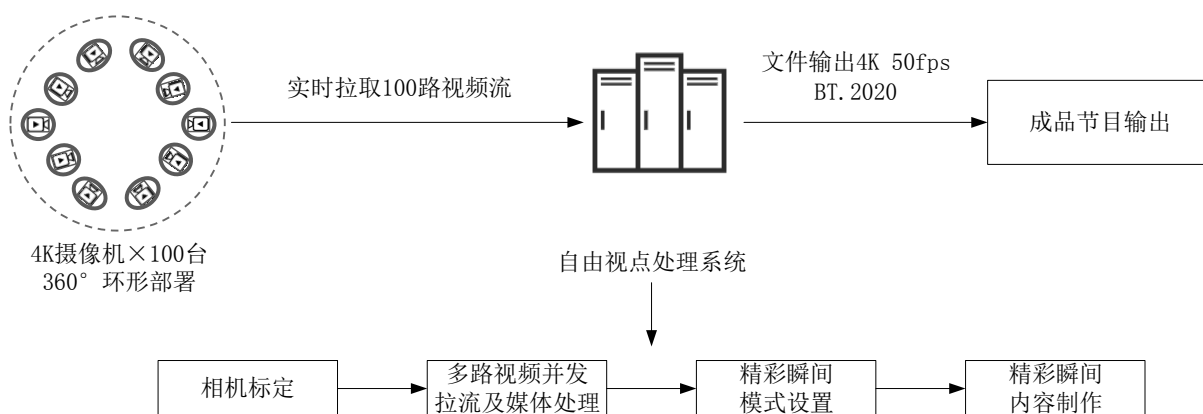 实时拉取100路视频流
文件输出4K 50fps
BT.2020
成品节目输出
4K摄像机×100台
360°环形部署
自由视点处理系统
相机标定
多路视频并发
拉流及媒体处理
精彩瞬间
模式设置
精彩瞬间
内容制作